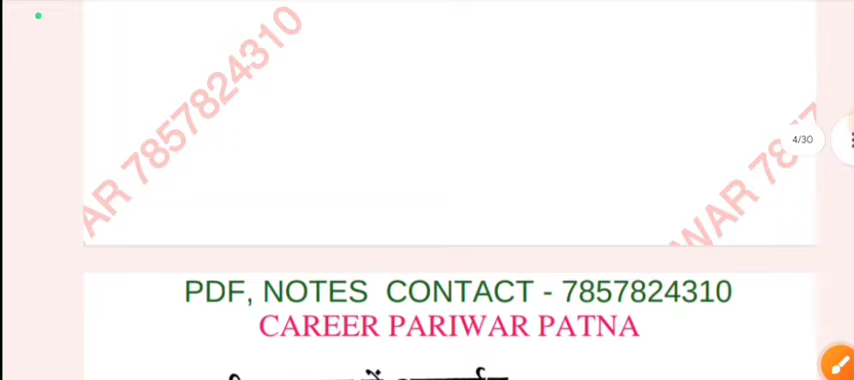 AR 7857824310
4/30
WAR 78
PDF, NOTES CONTACT - 7857824310
CAREER PARIWAR PATNA